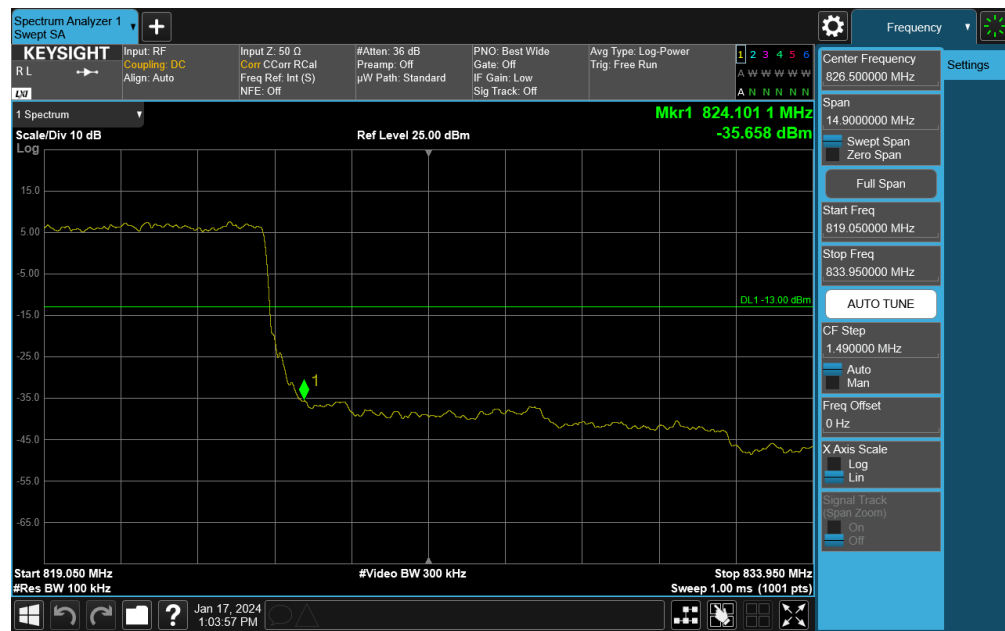 Spectrum Analyzer 1
Swept SA
Frequency
KEYSIGHT
R L
LXI
Input: RF
Coupling: DC
Align: Auto
Input Z: 50 Ω
Corr CCorr RCal
Freq Ref: Int (S)
NFE: Off
#Atten: 36 dB
Preamp: Off
µW Path: Standard
PNO: Best Wide
Gate: Off
IF Gain: Low
Sig Track: Off
Avg Type: Log-Power
Trig: Free Run
1 2 3 4 5 6
A W W W W W
A N N N N N
1 Spectrum
Mkr1 824.101 1 MHz
Scale/Div 10 dB
Ref Level 25.00 dBm
-35.658 dBm
Log
15.0
5.00
-5.00
DL1 -13.00 dBm
-15.0
-25.0
1
-35.0
-45.0
-55.0
-65.0
Start 819.050 MHz
#Video BW 300 kHz
Stop 833.950 MHz
#Res BW 100 kHz
Sweep 1.00 ms (1001 pts)
Center Frequency
826.500000 MHz
Settings
Span
14.9000000 MHz
Swept Span
Zero Span
Full Span
Start Freq
819.050000 MHz
Stop Freq
833.950000 MHz
AUTO TUNE
CF Step
1.490000 MHz
Auto
Man
Freq Offset
0 Hz
X Axis Scale
Log
Lin
Signal Track
(Span Zoom)
On
Off
?
Jan 17, 2024
1:03:57 PM